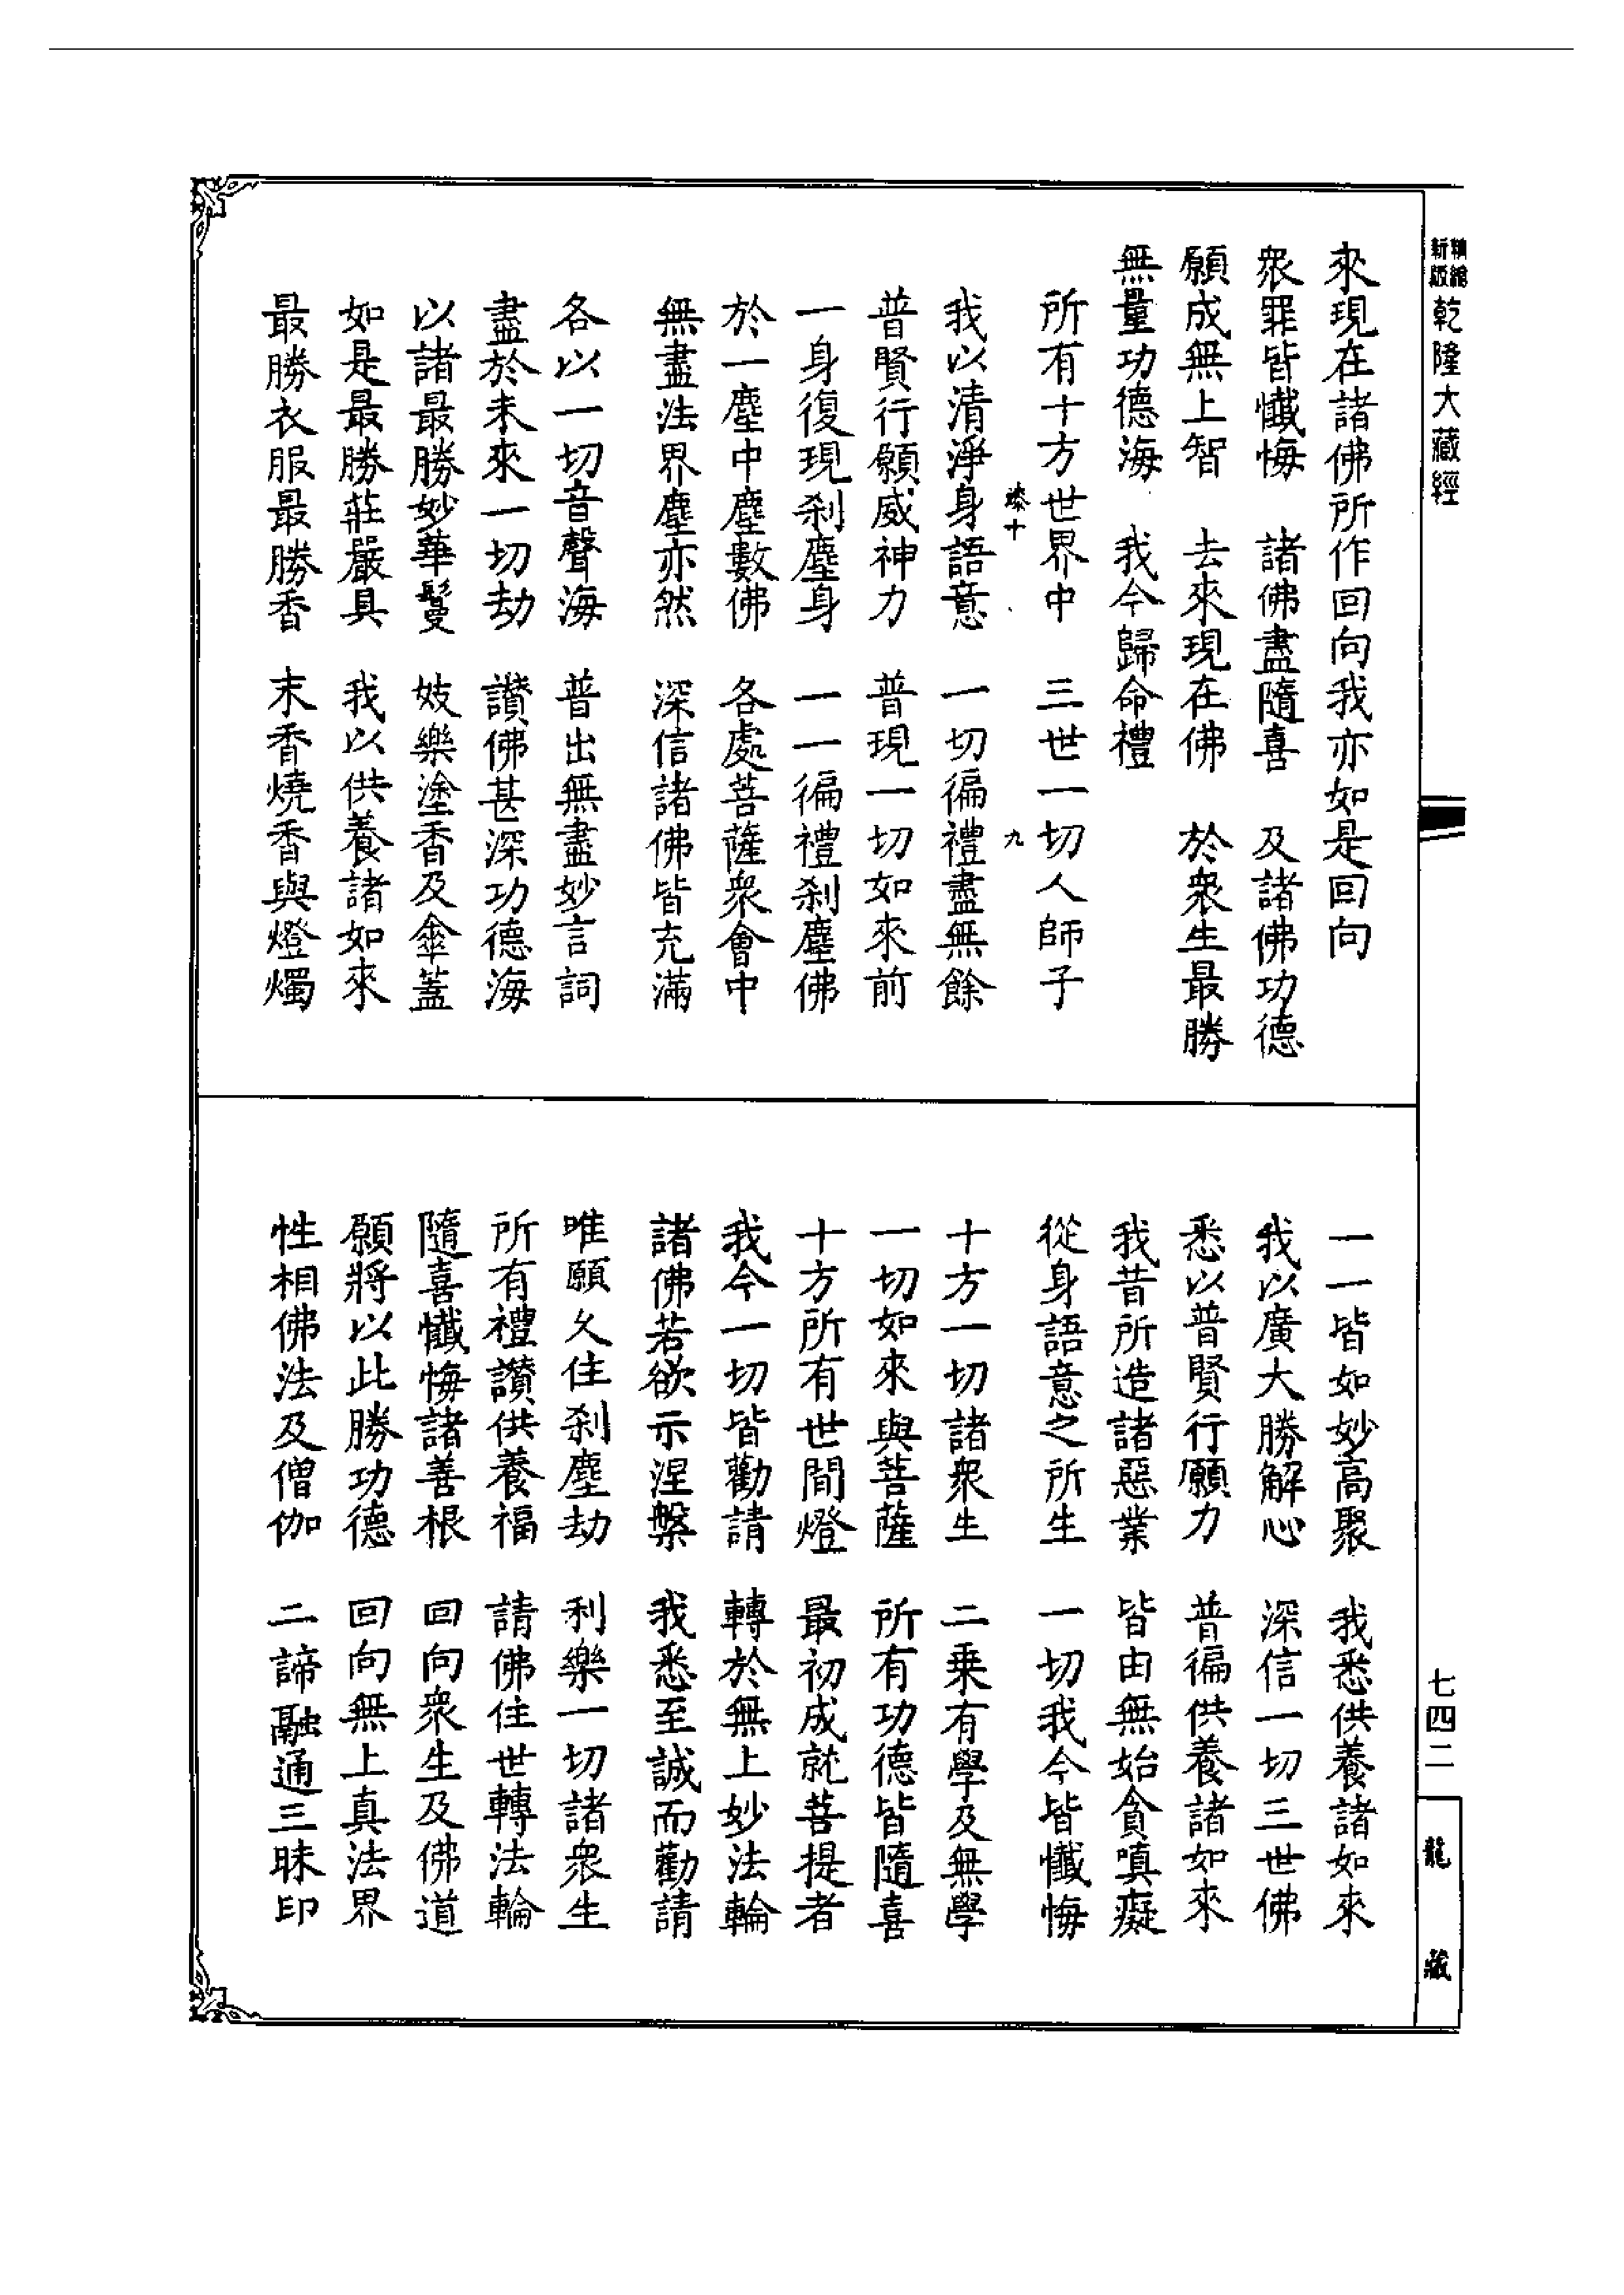 精縮新版乾隆大藏經
來現在諸佛所作回向我亦如是回向
衆罪皆懺悔　諸佛盡隨喜　及諸佛功德
願成無上智　去來現在佛　於衆生最勝
無量功德海　我今歸命禮
所有十方世界中　三世一切人師子
十　九
我以清淨身語意　一切徧禮盡無餘
普賢行願威神力　普現一切如來前
一身復現刹塵身　一一徧禮刹塵佛
於一塵中塵數佛　各處菩薩衆會中
無盡法界塵亦然　深信諸佛皆充滿
各以一切音聲海　普出無盡妙言詞
盡於未來一切劫　讚佛甚深功德海
以諸最勝妙華鬘　妓樂塗香及傘蓋
如是最勝莊嚴具　我以供養諸如來
最勝衣服最勝香　末香燒香與燈燭
一一皆如妙高聚　我悉供養諸如來
我以廣大勝解心　深信一切三世佛
悉以普賢行願力　普徧供養諸如來
我昔所造諸惡業　皆由無始貪嗔癡
從身語意之所生　一切我今皆懺悔
十方一切諸衆生　二乗有學及無學
一切如來與菩薩　所有功德皆隨喜
十方所有世間燈　最初成就菩提者
我今一切皆勸請　轉於無上妙法輪
諸佛若欲示涅槃　我悉至誠而勸請
唯願久住刹塵劫　利樂一切諸衆生
所有禮讚供養福　請佛住世轉法輪
隨喜懺悔諸善根　回向衆生及佛道
願將以此勝功德　回向無上真法界
性相佛法及僧伽　二諦融通三昧印
七四二
龍藏